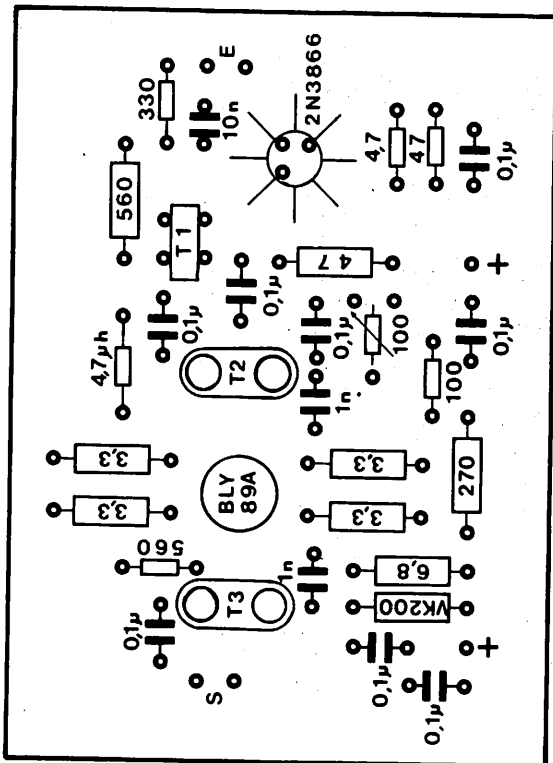 330
E
10n
2N3866
560
T1
4,7
47
0,1µ
4,7µh
0,1µ
0,1µ
47
+
T2
0,1µ
100
0,1µ
1n
100
3,3
3,3
BLY
89A
3,3
3,3
270
560
1n
6,8
VK200
T3
0,1µ
S
0,1µ
0,1µ
+